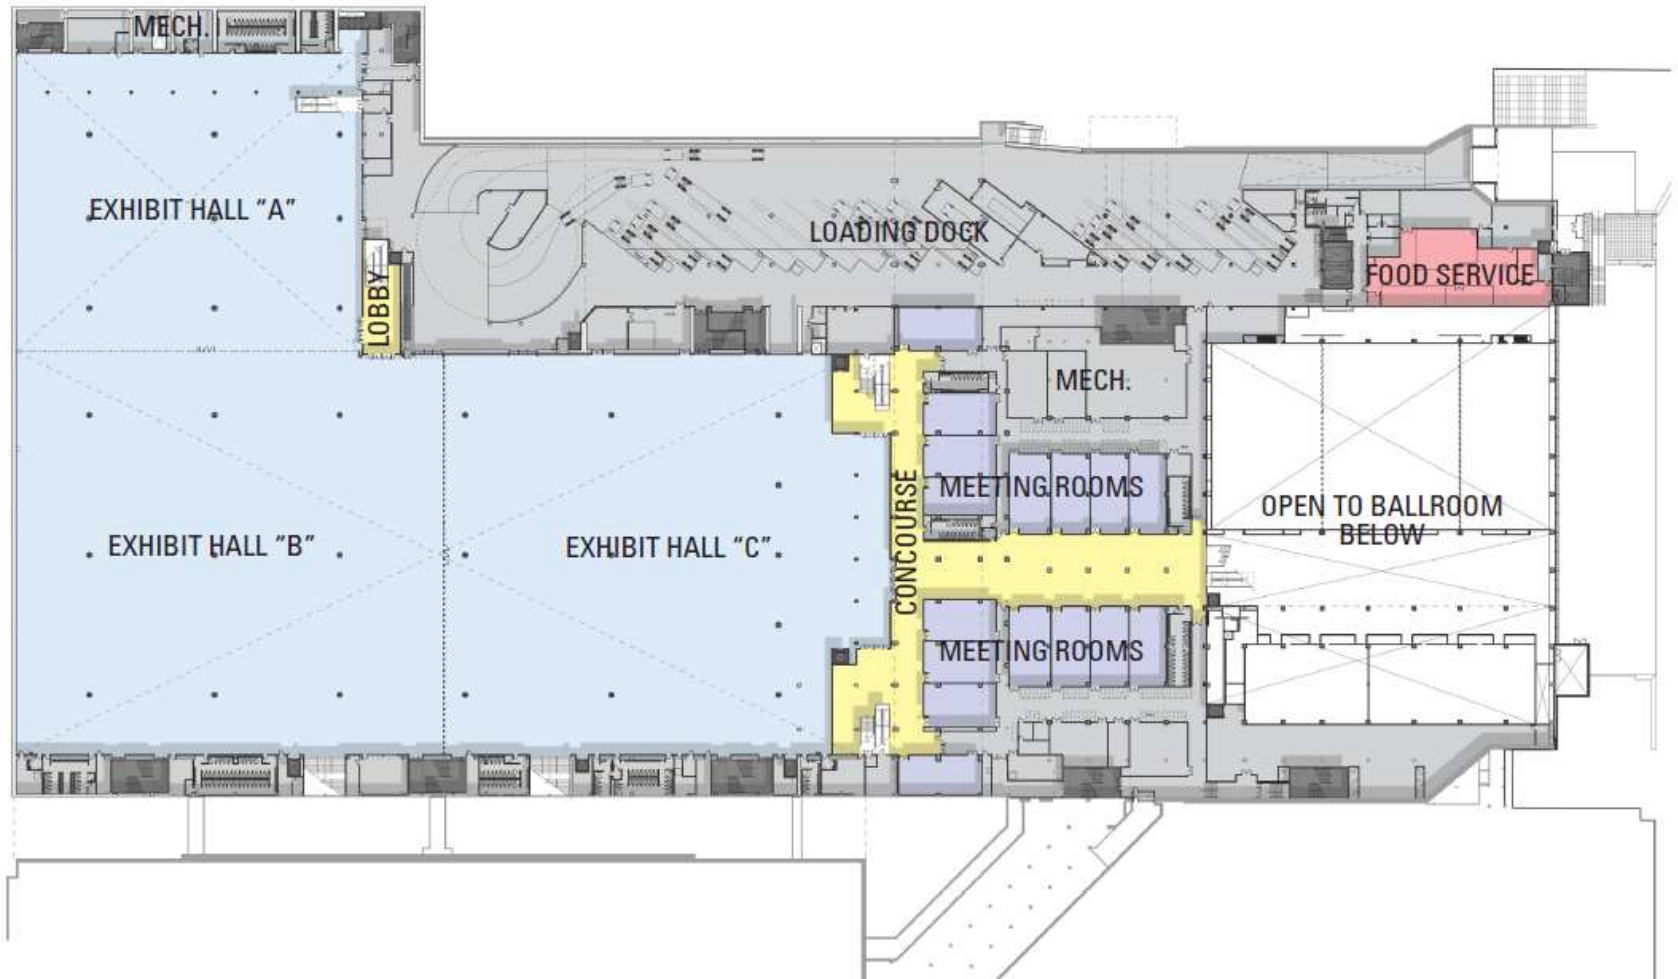 MECH.
EXHIBIT HALL “A”
LOADING DOCK
FOOD SERVICE
LOBBY
MECH.
MEETING ROOMS
CONCOURSE
OPEN TO BALLROOM
BELOW
EXHIBIT HALL “B”
EXHIBIT HALL “C”
MEETING ROOMS